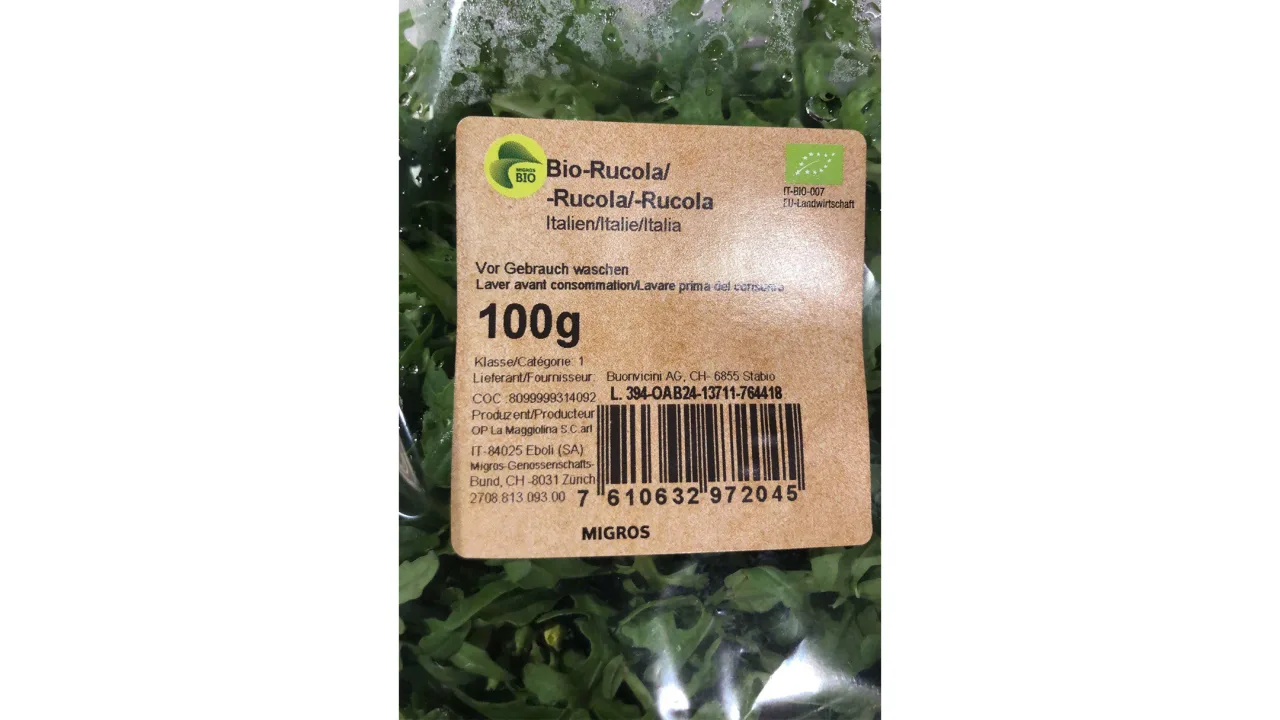 MIGROS
BIO
Bio-Rucola/
-Rucola/-Rucola
Italien/Italie/Italia
IT-BIO-007
EU-Landwirtschaft
Vor Gebrauch waschen
Laver avant consommation/Lavare prima del consumo
100g
Klasse/Catégorie: 1
Lieferant/Fournisseur: Buonvicini AG, CH- 6855 Stabio
COC :8099999314092 L. 394-OAB24-13711-764418
Produzent/Producteur
OP La Maggiolina S.C.arl
IT-84025 Eboli (SA)
Migros-Genossenschafts-
Bund, CH -8031 Zürich
2708.813.093.00
7 610632 972045
MIGROS